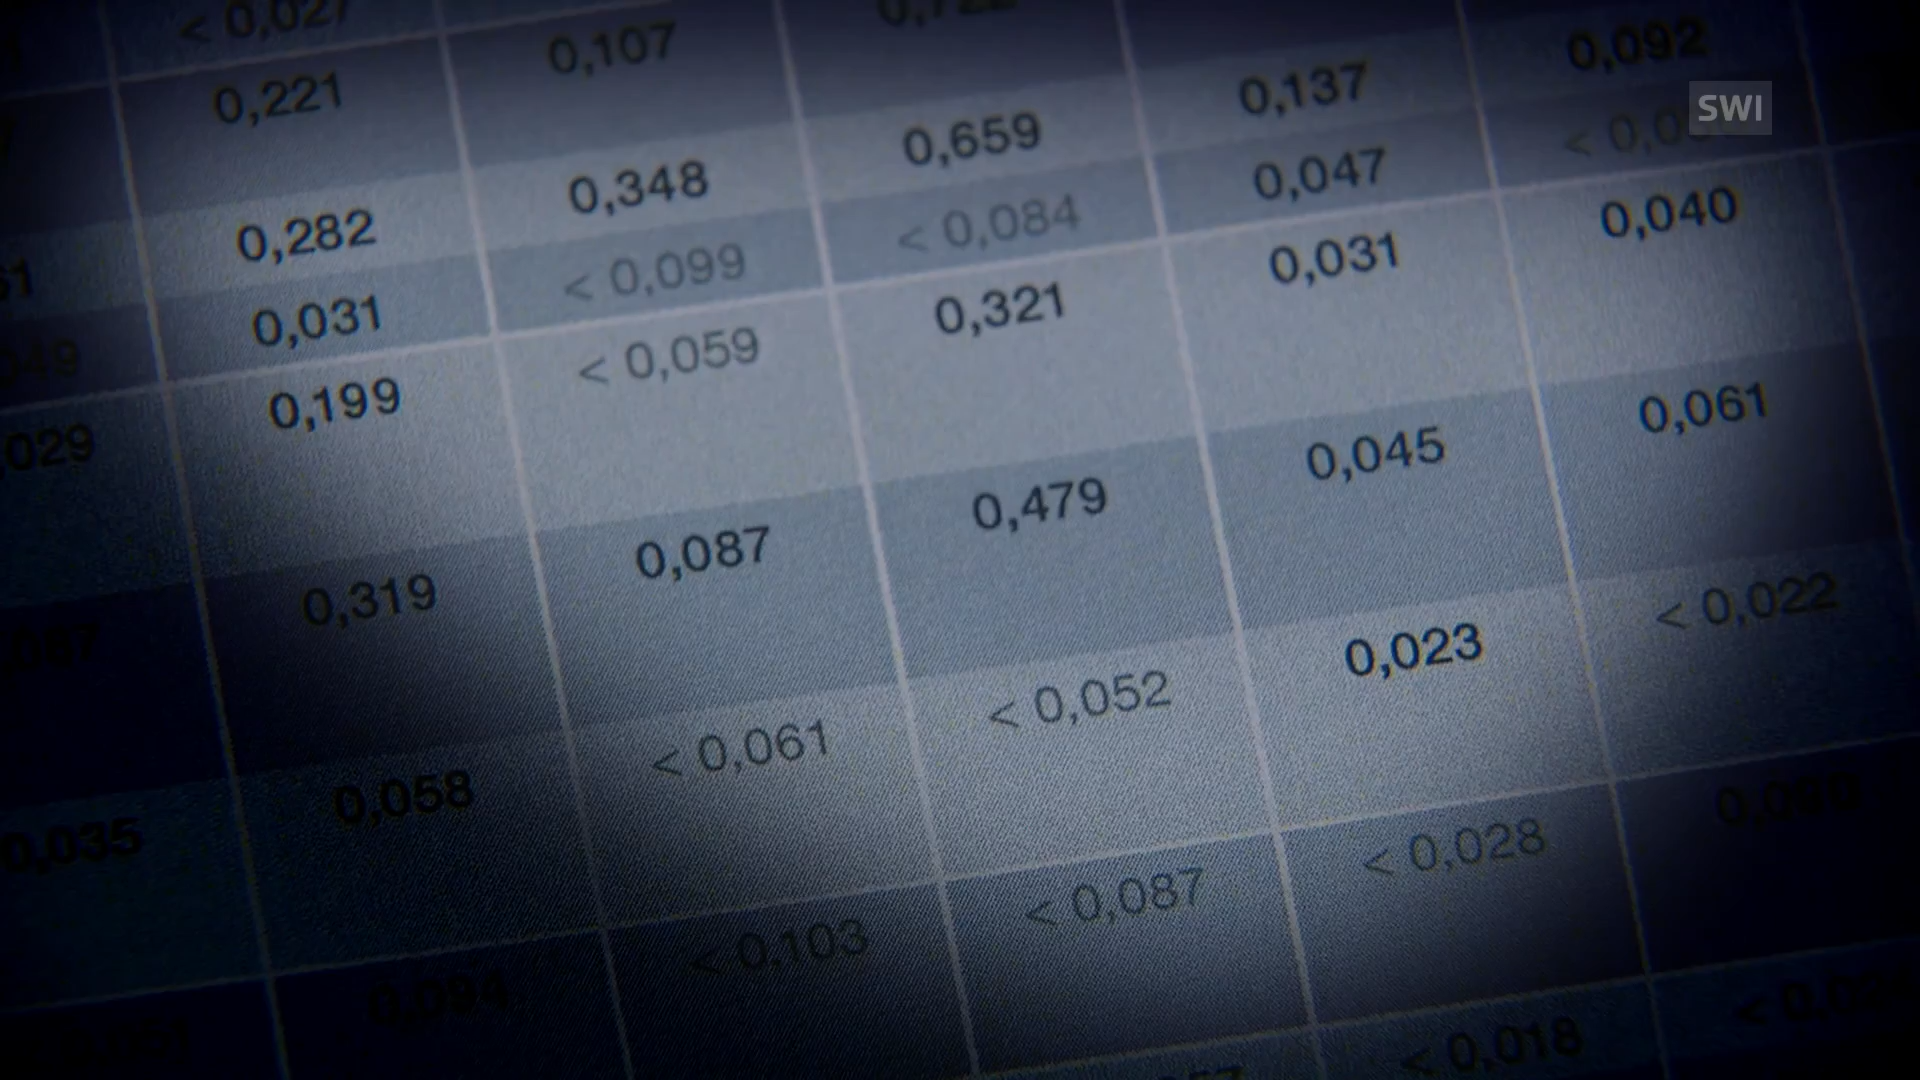 0,221 0,107
0,282 0,348 0,659 0,137 0,092
0,031 < 0,099 < 0,084 0,047
0,199 < 0,059 0,321 0,031 0,040
0,319 0,087 0,479 0,045 0,061
0,035 0,058 < 0,061 < 0,052 0,023 < 0,022
0,094 < 0,103 < 0,087 < 0,028
< 0,018
SWI